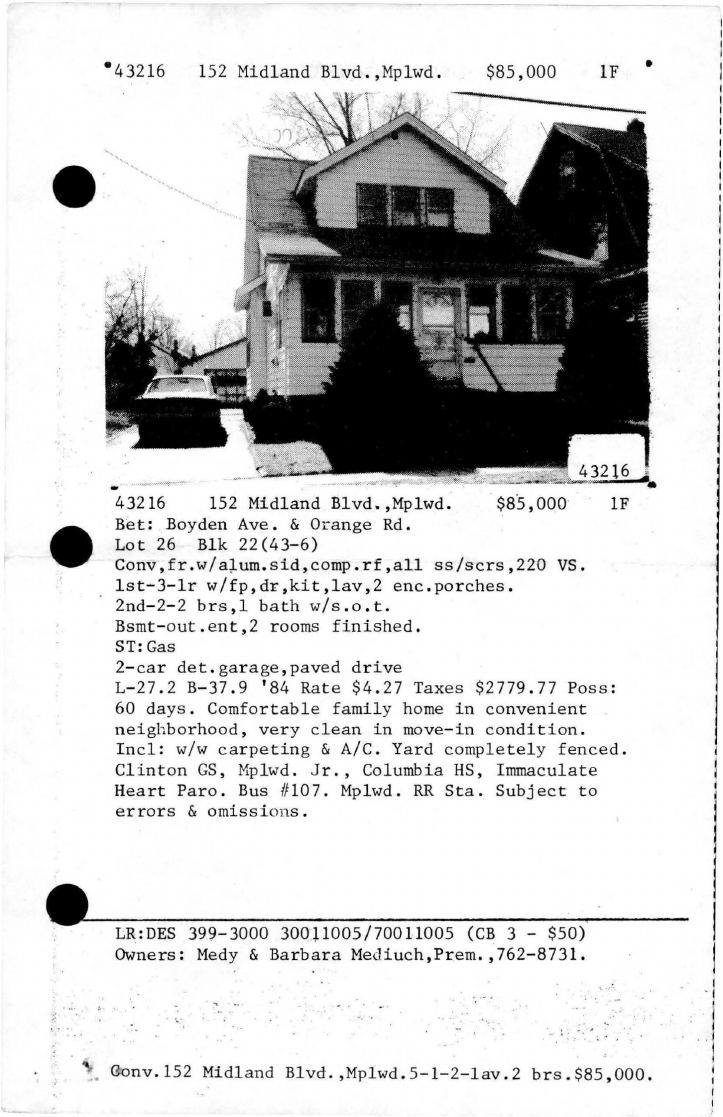 43216 152 Midland Blvd.,Mplwd. $85,000 1F
43216
43216 152 Midland Blvd.,Mplwd. $85,000 1F
Bet: Boyden Ave. & Orange Rd.
Lot 26 Blk 22(43-6)
Conv,fr.w/alum.sid,comp.rf,all ss/scrs,220 VS.
1st-3-lr w/fp,dr,kit,lav,2 enc.porches.
2nd-2-2 brs,1 bath w/s.o.t.
Bsmt-out.ent,2 rooms finished.
ST:Gas
2-car det.garage,paved drive
L-27.2 B-37.9 '84 Rate $4.27 Taxes $2779.77 Poss:
60 days. Comfortable family home in convenient
neighborhood, very clean in move-in condition.
Incl: w/w carpeting & A/C. Yard completely fenced.
Clinton GS, Mplwd. Jr., Columbia HS, Immaculate
Heart Paro. Bus #107. Mplwd. RR Sta. Subject to
errors & omissions.
LR:DES 399-3000 30011005/70011005 (CB 3 - $50)
Owners: Medy & Barbara Mediuch,Prem.,762-8731.
Conv.152 Midland Blvd.,Mplwd.5-1-2-lav.2 brs.$85,000.